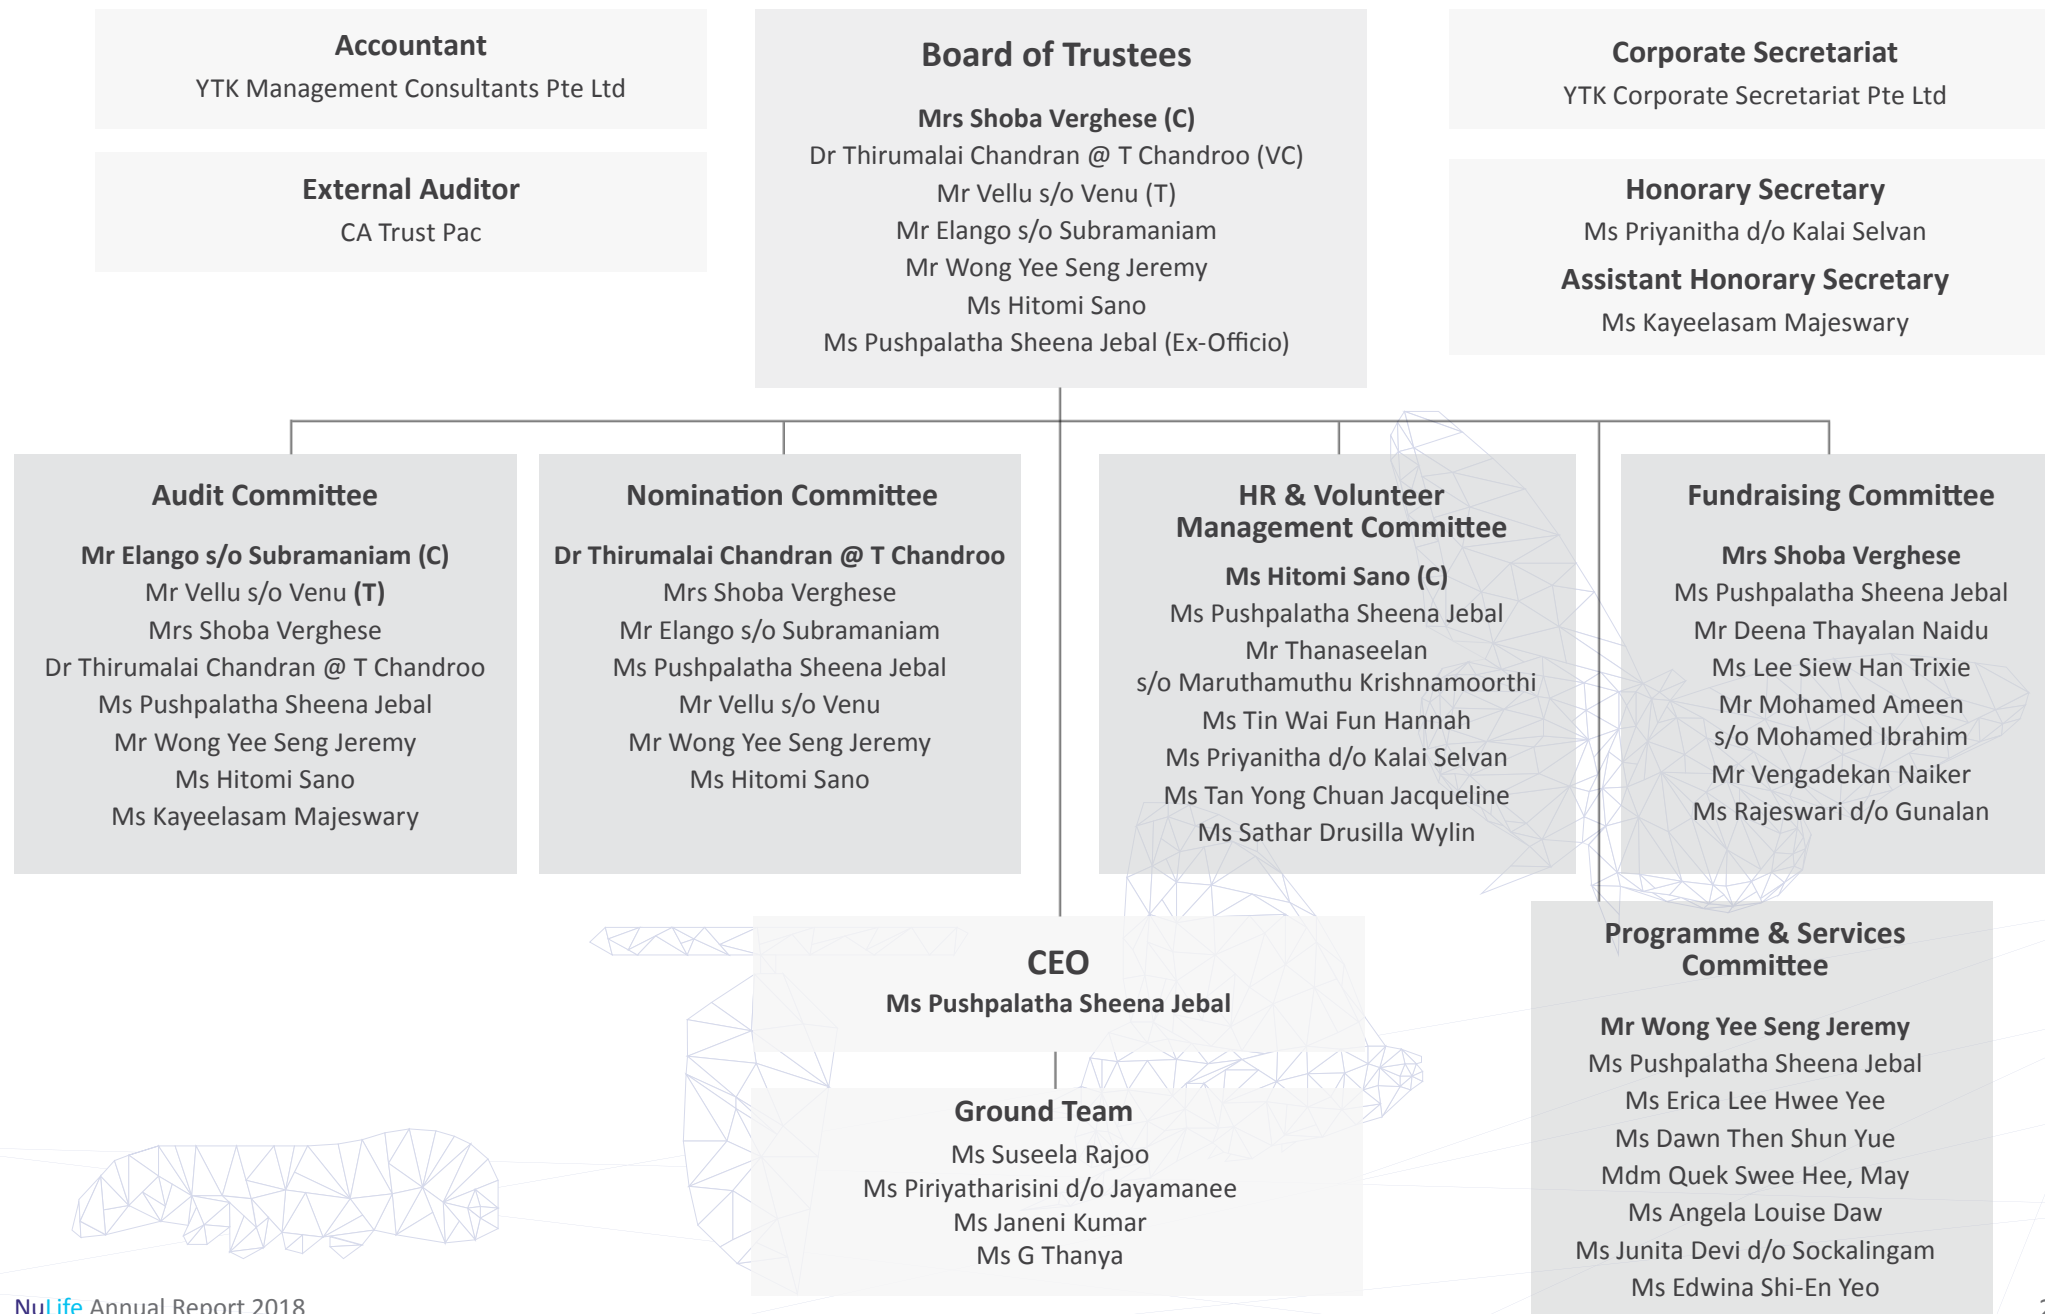 Accountant
YTK Management Consultants Pte Ltd
External Auditor
CA Trust Pac
Board of Trustees
Mrs Shoba Verghese (C)
Dr Thirumalai Chandran @ T Chandroo (VC)
Mr Vellu s/o Venu (T)
Mr Elango s/o Subramaniam
Mr Wong Yee Seng Jeremy
Ms Hitomi Sano
Ms Pushpalatha Sheena Jebal (Ex-Officio)
Corporate Secretariat
YTK Corporate Secretariat Pte Ltd
Honorary Secretary
Ms Priyanitha d/o Kalai Selvan
Assistant Honorary Secretary
Ms Kayeelasam Majeswary
Audit Committee
Mr Elango s/o Subramaniam (C)
Mr Vellu s/o Venu (T)
Mrs Shoba Verghese
Dr Thirumalai Chandran @ T Chandroo
Ms Pushpalatha Sheena Jebal
Mr Wong Yee Seng Jeremy
Ms Hitomi Sano
Ms Kayeelasam Majeswary
Nomination Committee
Dr Thirumalai Chandran @ T Chandroo
Mrs Shoba Verghese
Mr Elango s/o Subramaniam
Ms Pushpalatha Sheena Jebal
Mr Vellu s/o Venu
Mr Wong Yee Seng Jeremy
Ms Hitomi Sano
HR & Volunteer
Management Committee
Ms Hitomi Sano (C)
Ms Pushpalatha Sheena Jebal
Mr Thanaseelan
s/o Maruthamuthu Krishnamoorthi
Ms Tin Wai Fun Hannah
Ms Priyanitha d/o Kalai Selvan
Ms Tan Yong Chuan Jacqueline
Ms Sathar Drusilla Wylin
Fundraising Committee
Mrs Shoba Verghese
Ms Pushpalatha Sheena Jebal
Mr Deena Thayalan Naidu
Ms Lee Siew Han Trixie
Mr Mohamed Ameen
s/o Mohamed Ibrahim
Mr Vengadekan Naiker
Ms Rajeswari d/o Gunalan
CEO
Ms Pushpalatha Sheena Jebal
Ground Team
Ms Suseela Rajoo
Ms Piriyatharisini d/o Jayamanee
Ms Janeni Kumar
Ms G Thanya
Programme & Services
Committee
Mr Wong Yee Seng Jeremy
Ms Pushpalatha Sheena Jebal
Ms Erica Lee Hwee Yee
Ms Dawn Then Shun Yue
Mdm Quek Swee Hee, May
Ms Angela Louise Daw
Ms Junita Devi d/o Sockalingam
Ms Edwina Shi-En Yeo
NuLife Annual Report 2018